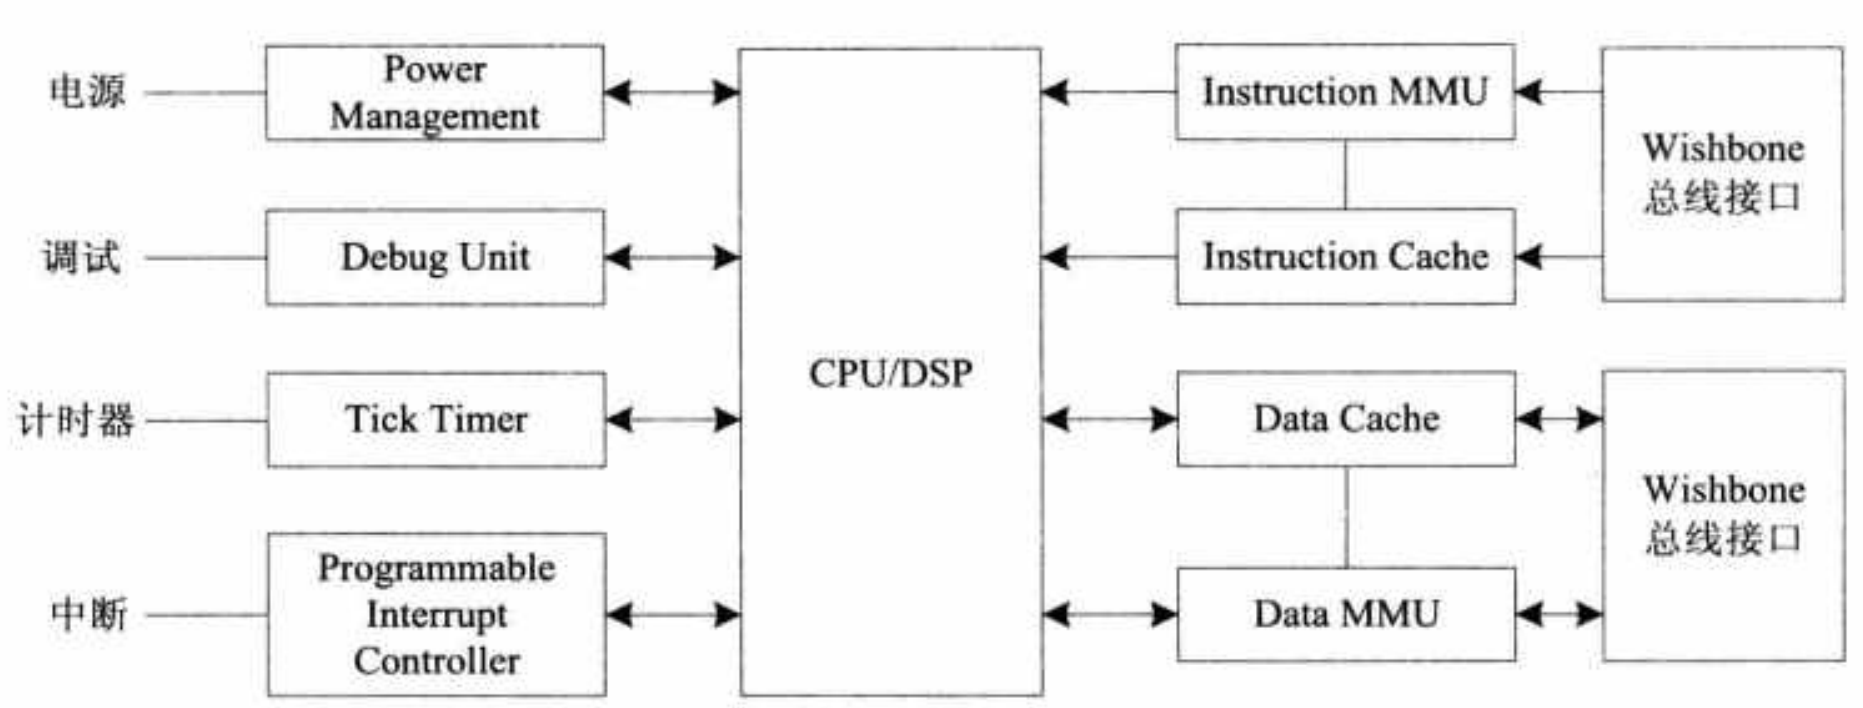 电源
Power
Management
调试
Debug Unit
计时器
Tick Timer
中断
Programmable
Interrupt
Controller
CPU/DSP
Instruction MMU
Instruction Cache
Data Cache
Data MMU
Wishbone
总线接口
Wishbone
总线接口